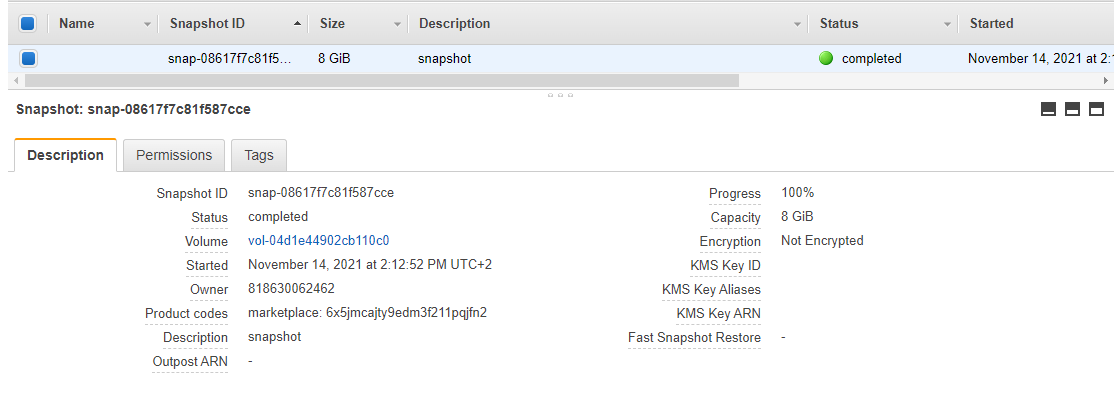 Name Snapshot ID Size Description Status Started
snap-08617f7c81f5... 8 GiB snapshot completed November 14, 2021 at 2:1
Snapshot: snap-08617f7c81f587cce
Description Permissions Tags
Snapshot ID snap-08617f7c81f587cce Progress 100%
Status completed Capacity 8 GiB
Volume vol-04d1e44902cb110c0 Encryption Not Encrypted
Started November 14, 2021 at 2:12:52 PM UTC+2 KMS Key ID
Owner 818630062462 KMS Key Aliases
Product codes marketplace: 6x5jmcajty9edm3f211pqjfn2 KMS Key ARN
Description snapshot Fast Snapshot Restore -
Outpost ARN -